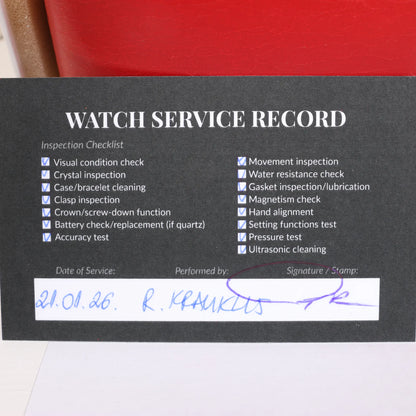 WATCH SERVICE RECORD
Inspection Checklist
Visual condition check
Crystal inspection
Case/bracelet cleaning
Clasp inspection
Crown/screw-down function
Battery check/replacement (if quartz)
Accuracy test
Movement inspection
Water resistance check
Gasket inspection/lubrication
Magnetism check
Hand alignment
Setting functions test
Pressure test
Ultrasonic cleaning
Date of Service: Performed by: Signature / Stamp:
21.01.26. R.